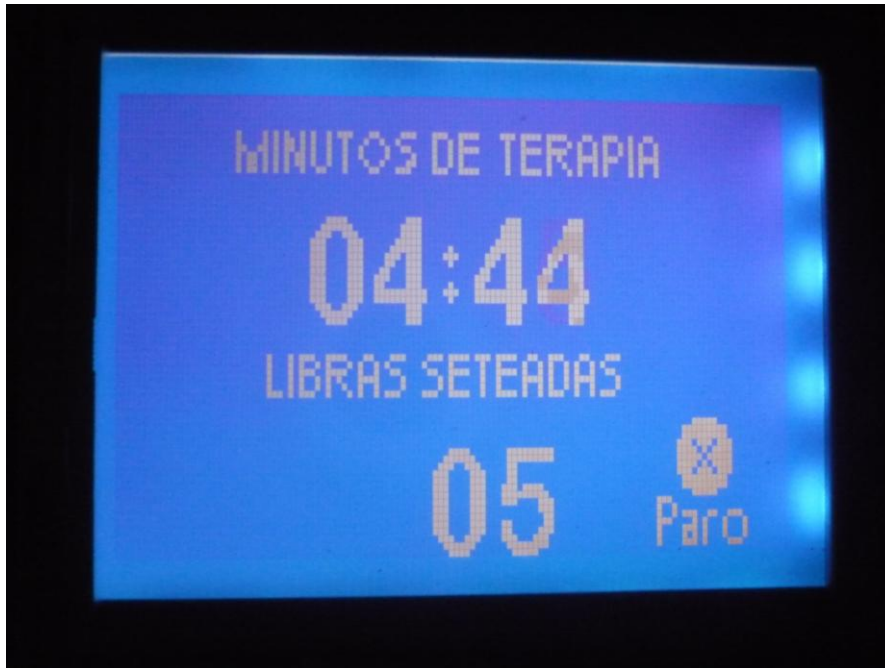 MINUTOS DE TERAPIA
04:44
LIBRAS SETEADAS
05
X
Paro